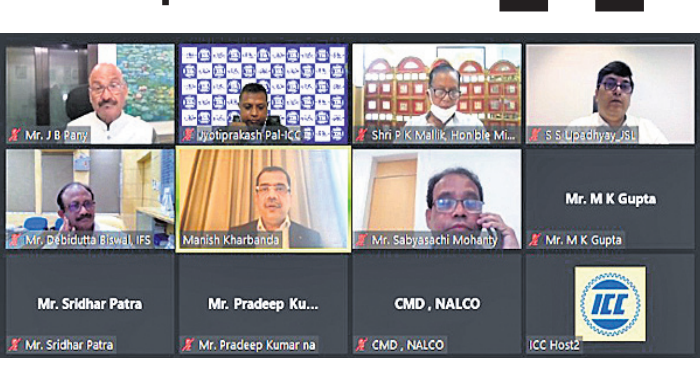 Mr. J B Pany
Jyotiprakash Pal-ICC
Shri P K Mallik, Hon'ble Mi...
S S Upadhyay_JSL
Mr. Debidutta Biswal, IFS
Manish Kharbanda
Mr. Sabyasachi Mohanty
Mr. M K Gupta
Mr. M K Gupta
Mr. Sridhar Patra
Mr. Sridhar Patra
Mr. Pradeep Ku...
Mr. Pradeep Kumar na
CMD , NALCO
CMD , NALCO
ICC
ICC Host2